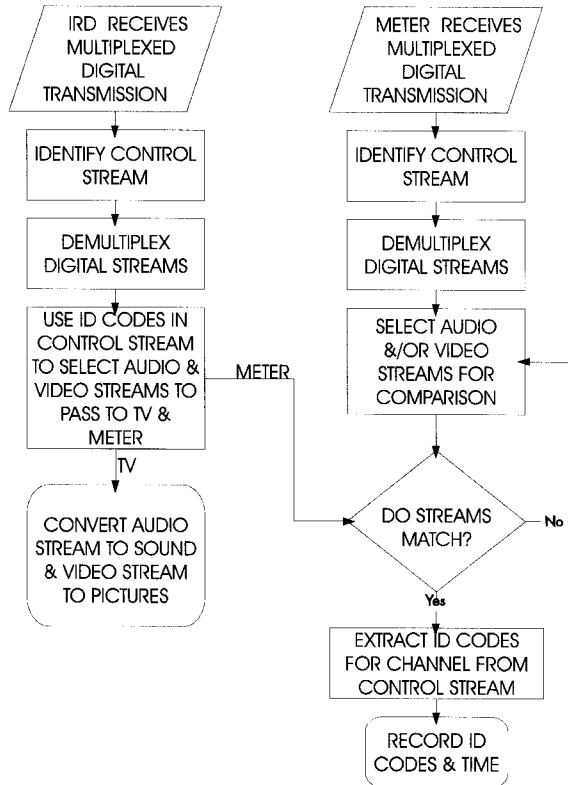 IRD RECEIVES
MULTIPLEXED
DIGITAL
TRANSMISSION
IDENTIFY CONTROL
STREAM
DEMULTIPLEX
DIGITAL STREAMS
USE ID CODES IN
CONTROL STREAM
TO SELECT AUDIO &
VIDEO STREAMS TO
PASS TO TV &
METER
METER
TV
CONVERT AUDIO
STREAM TO SOUND
& VIDEO STREAM
TO PICTURES
METER RECEIVES
MULTIPLEXED
DIGITAL
TRANSMISSION
IDENTIFY CONTROL
STREAM
DEMULTIPLEX
DIGITAL STREAMS
SELECT AUDIO
&/OR VIDEO
STREAMS FOR
COMPARISON
DO STREAMS
MATCH?
No
Yes
EXTRACT ID CODES
FOR CHANNEL FROM
CONTROL STREAM
RECORD ID
CODES & TIME